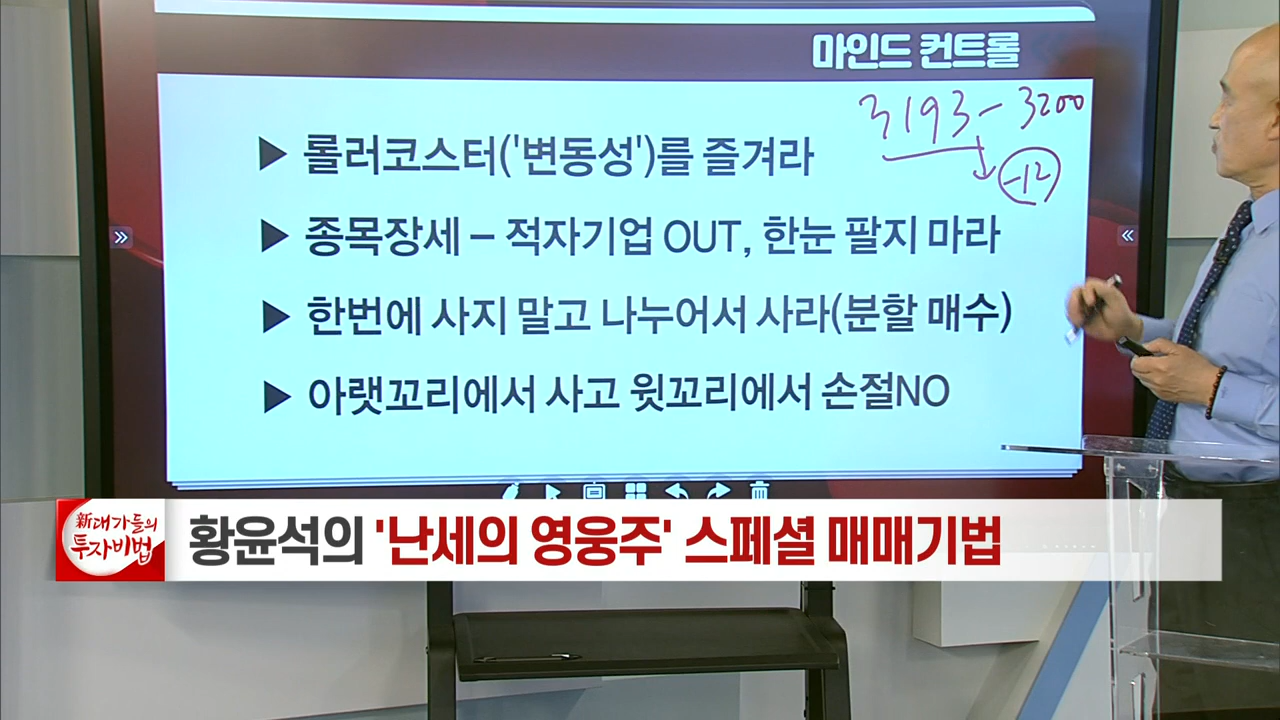 마인드 컨트롤
3193 - 3200
-12
▶ 롤러코스터('변동성')를 즐겨라
▶ 종목장세 – 적자기업 OUT, 한눈 팔지 마라
▶ 한번에 사지 말고 나누어서 사라(분할 매수)
▶ 아랫꼬리에서 사고 윗꼬리에서 손절NO
新대가들의
투자비법
황윤석의 '난세의 영웅주' 스페셜 매매기법